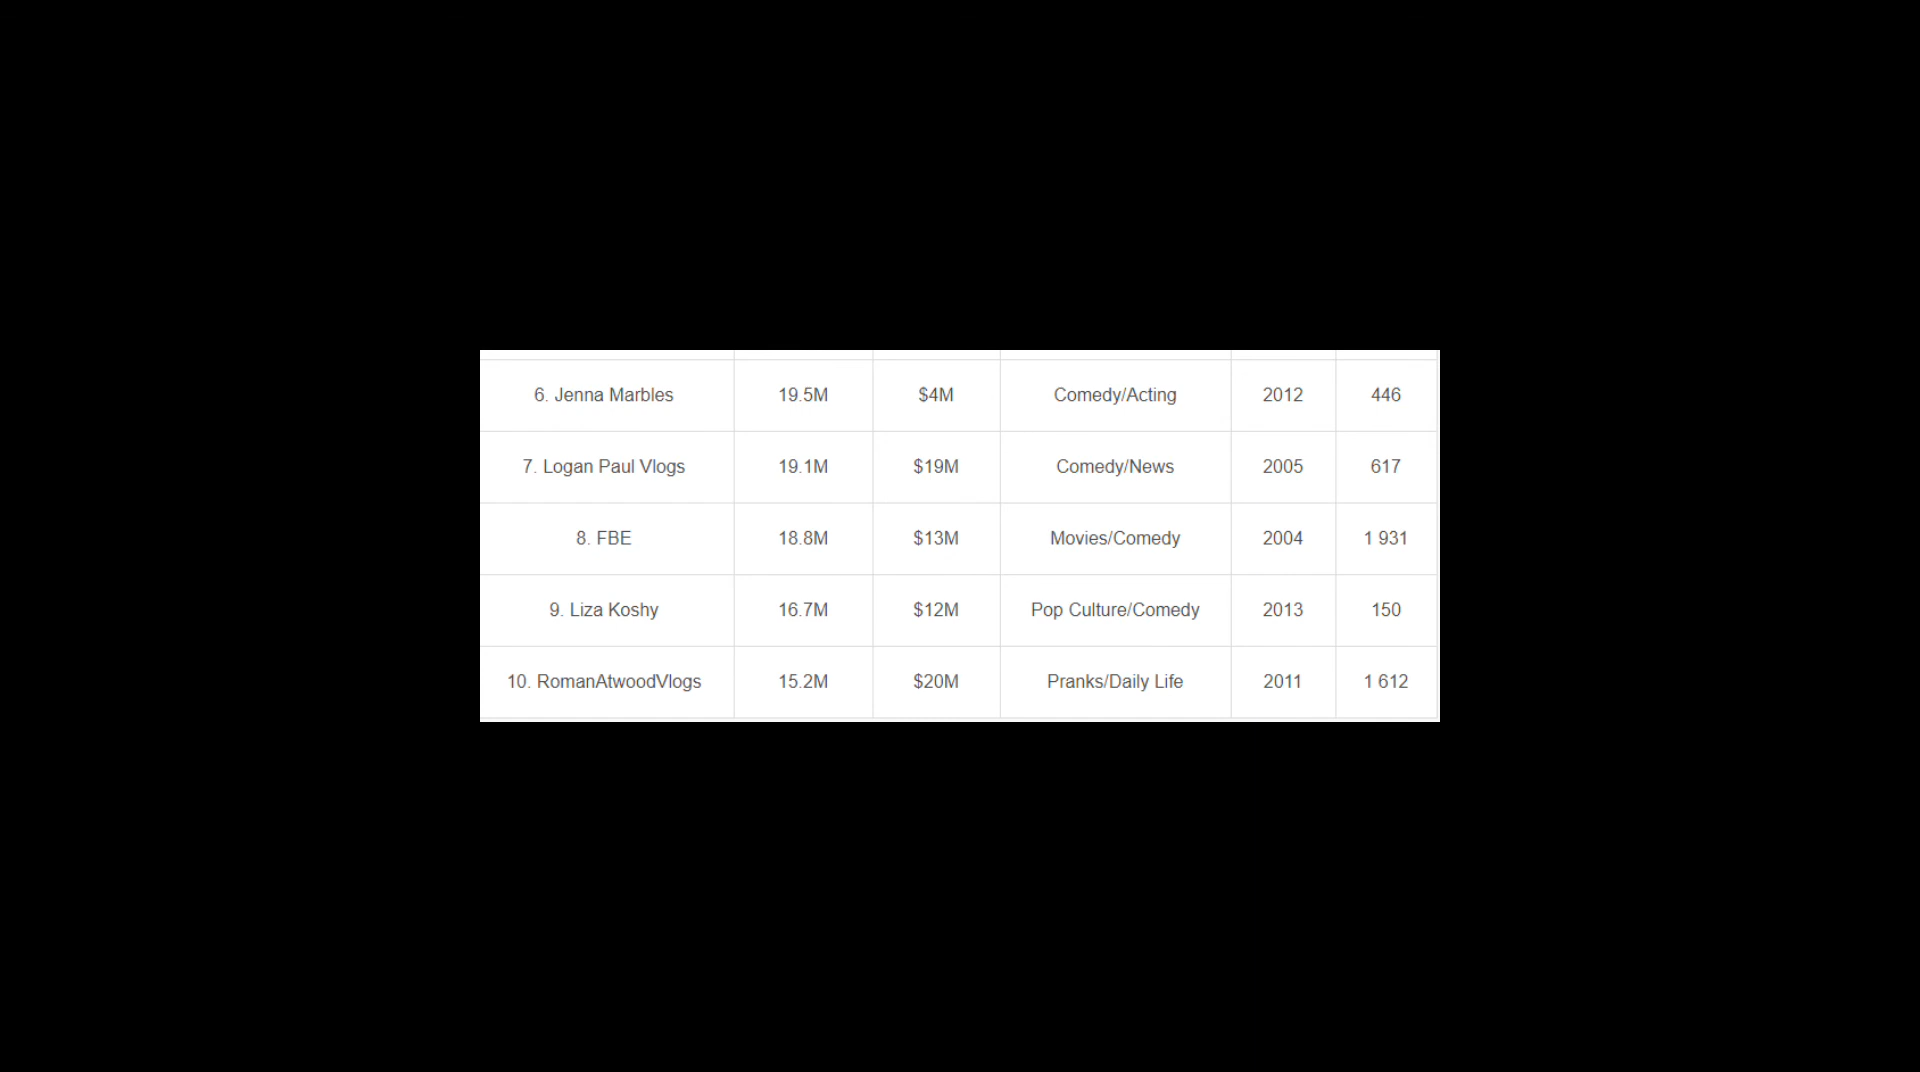 6. Jenna Marbles 19.5M $4M Comedy/Acting 2012 446
7. Logan Paul Vlogs 19.1M $19M Comedy/News 2005 617
8. FBE 18.8M $13M Movies/Comedy 2004 1 931
9. Liza Koshy 16.7M $12M Pop Culture/Comedy 2013 150
10. RomanAtwoodVlogs 15.2M $20M Pranks/Daily Life 2011 1 612